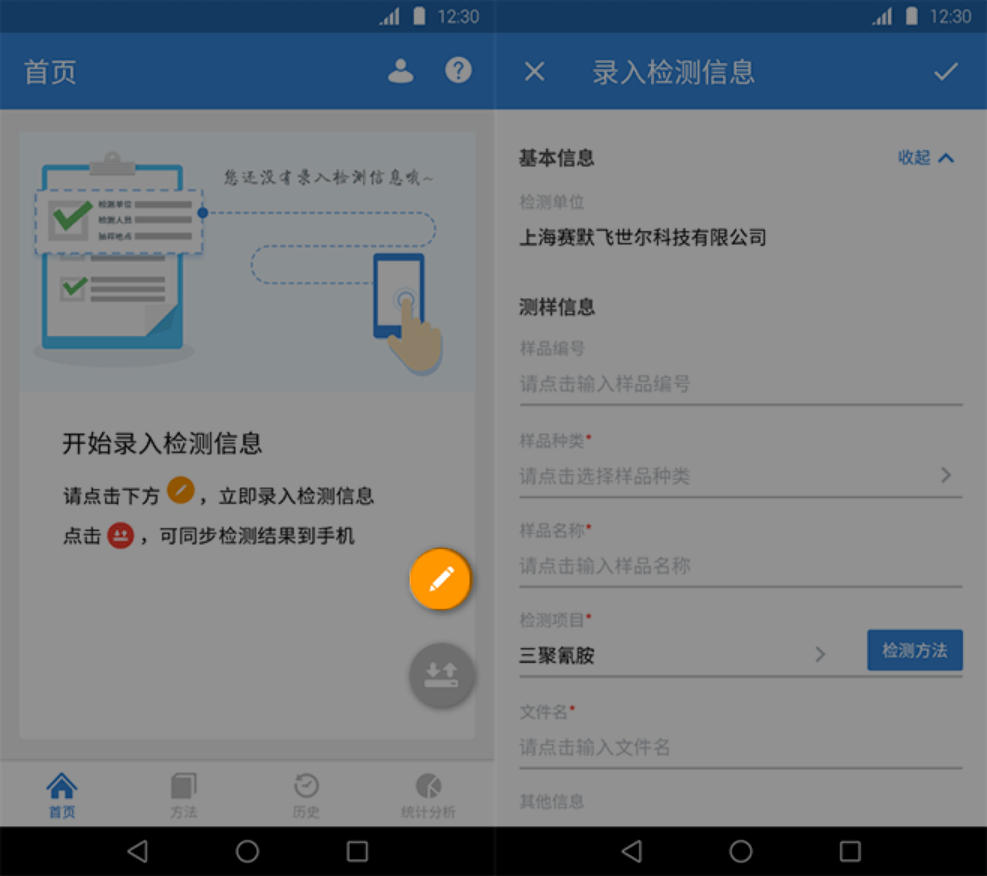 12:30
首页
您还没有录入检测信息哦~
检测单位
检测人员
抽样地点
开始录入检测信息
请点击下方 ，立即录入检测信息
点击 ，可同步检测结果到手机
首页
方法
历史
统计分析
12:30
录入检测信息
基本信息
收起
检测单位
上海赛默飞世尔科技有限公司
测样信息
样品编号
请点击输入样品编号
样品种类*
请点击选择样品种类
样品名称*
请点击输入样品名称
检测项目*
三聚氰胺
检测方法
文件名*
请点击输入文件名
其他信息